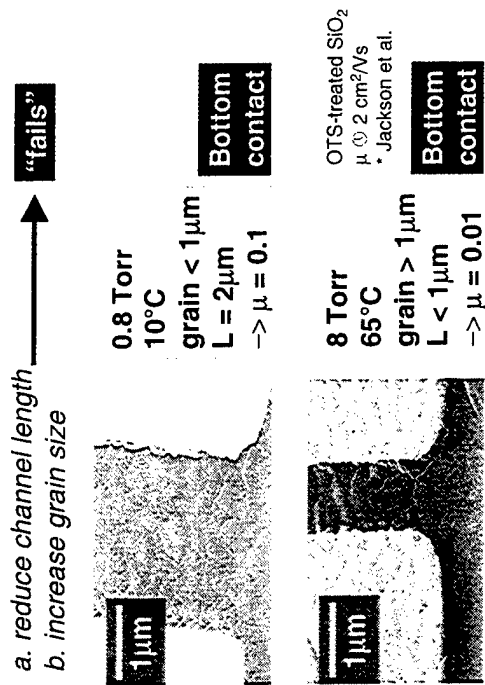 a. reduce channel length
b. increase grain size
"fails"
1μm
0.8 Torr
10°C
grain < 1μm
L = 2μm
–> μ = 0.1
Bottom
contact
1μm
8 Torr
65°C
grain > 1μm
L < 1μm
–> μ = 0.01
OTS-treated SiO₂
μ 2 cm²/Vs
* Jackson et al.
Bottom
contact